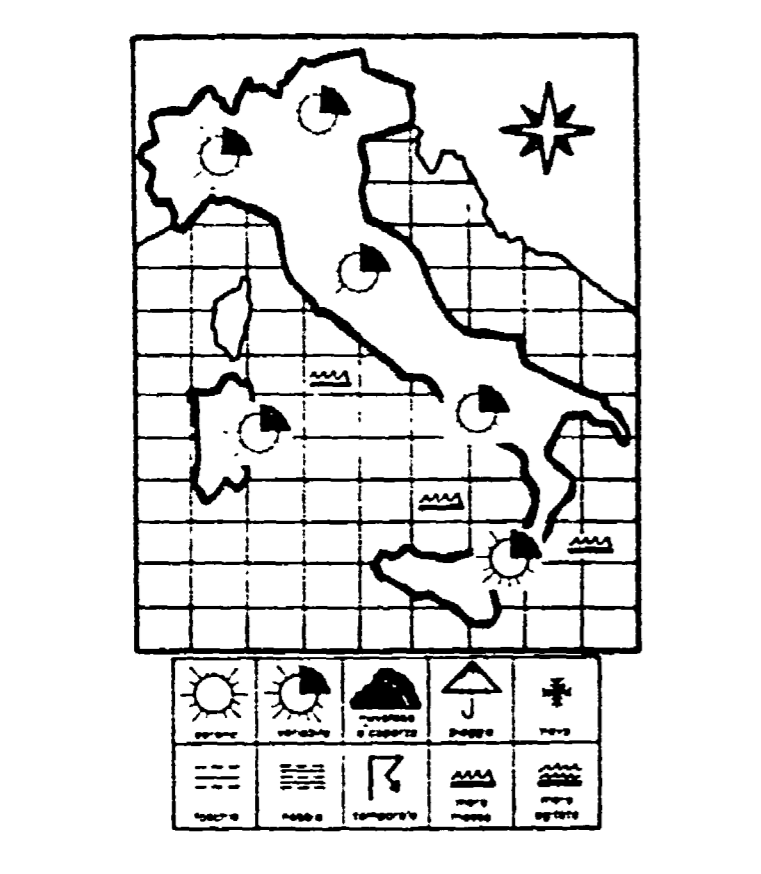 sereno
variabile
nuvoloso
o coperto
pioggia
neve
foschia
nebbia
temporale
mare
mosso
mare
agitato